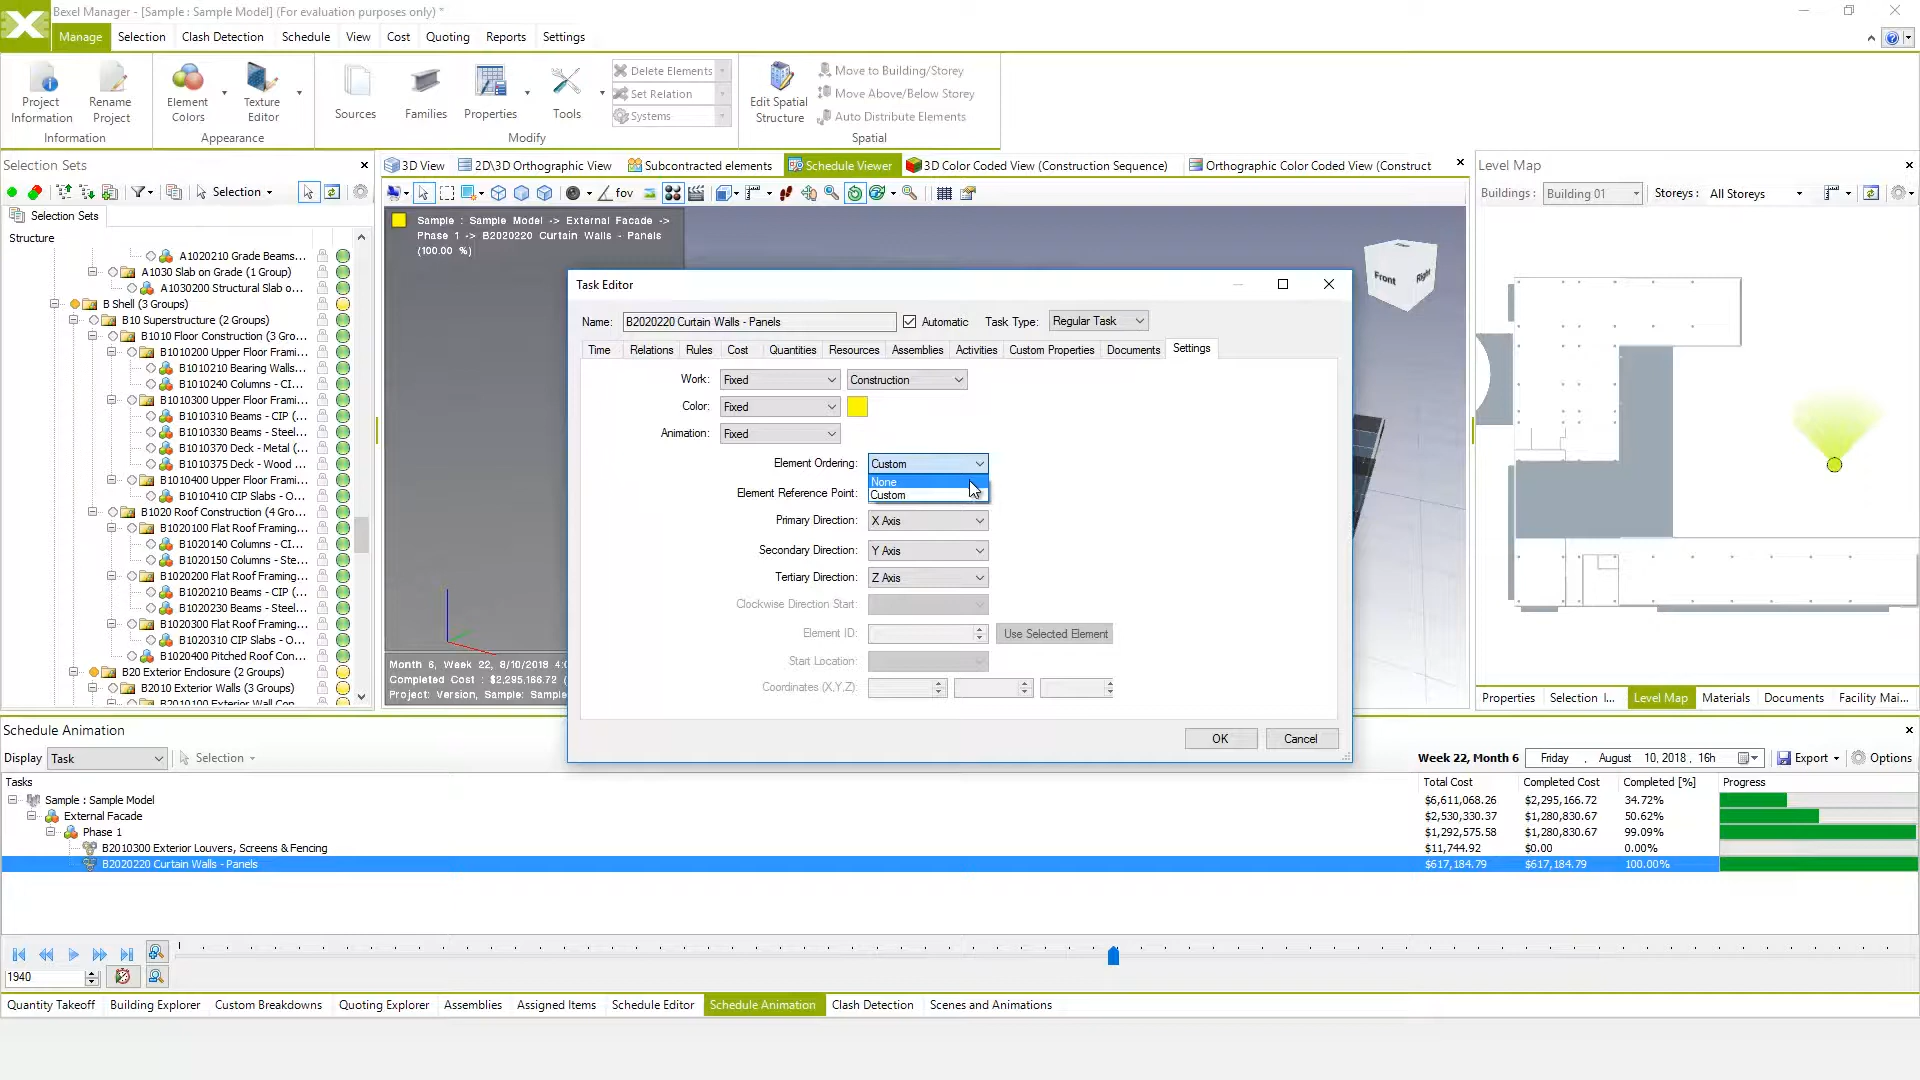 Bexel Manager - [Sample : Sample Model] (For evaluation purposes only) *
Manage Selection Clash Detection Schedule View Cost Quoting Reports Settings
Project Information Rename Project Element Colors Texture Editor Sources Families Properties Tools
Delete Elements
Set Relation
Systems
Edit Spatial Structure
Move to Building/Storey
Move Above/Below Storey
Auto Distribute Elements
Information Appearance Modify Spatial
Selection Sets
Selection
Selection Sets
Structure
A1020210 Grade Beams...
A1030 Slab on Grade (1 Group)
A1030200 Structural Slab o...
B Shell (3 Groups)
B10 Superstructure (2 Groups)
B1010 Floor Construction (3 Gro...
B1010200 Upper Floor Frami...
B1010210 Bearing Walls...
B1010240 Columns - CI...
B1010300 Upper Floor Frami...
B1010310 Beams - CIP (...
B1010330 Beams - Steel...
B1010370 Deck - Metal (...
B1010375 Deck - Wood ...
B1010400 Upper Floor Frami...
B1010410 CIP Slabs - O...
B1020 Roof Construction (4 Gro...
B1020100 Flat Roof Framing...
B1020140 Columns - CI...
B1020150 Columns - Ste...
B1020200 Flat Roof Framing...
B1020210 Beams - CIP (...
B1020230 Beams - Steel...
B1020300 Flat Roof Framing...
B1020310 CIP Slabs - O...
B1020400 Pitched Roof Con...
B20 Exterior Enclosure (2 Groups)
B2010 Exterior Walls (3 Groups)
B2010100 Exterior Wall Con...
3D View 2D\3D Orthographic View Subcontracted elements Schedule Viewer 3D Color Coded View (Construction Sequence) Orthographic Color Coded View (Construct
fov
Sample : Sample Model -> External Facade ->
Phase 1 -> B2020220 Curtain Walls - Panels
(100.00 %)
Front Right
Month 6, Week 22, 8/10/2018 4:0
Completed Cost : $2,295,166.72 (
Project: Version, Sample: Sample
Task Editor
Name: B2020220 Curtain Walls - Panels Automatic Task Type: Regular Task
Time Relations Rules Cost Quantities Resources Assemblies Activities Custom Properties Documents Settings
Work: Fixed Construction
Color: Fixed
Animation: Fixed
Element Ordering: Custom
None
Element Reference Point: Custom
Primary Direction: X Axis
Secondary Direction: Y Axis
Tertiary Direction: Z Axis
Clockwise Direction Start:
Element ID: Use Selected Element
Start Location:
Coordinates (X,Y,Z):
OK Cancel
Level Map
Buildings : Building 01 Storeys: All Storeys
Properties Selection I... Level Map Materials Documents Facility Mai...
Schedule Animation
Display Task Selection
Week 22, Month 6 Friday , August 10, 2018 , 16h Export Options
Tasks Total Cost Completed Cost Completed [%] Progress
Sample : Sample Model $6,611,068.26 $2,295,166.72 34.72%
External Facade $2,530,330.37 $1,280,830.67 50.62%
Phase 1 $1,292,575.58 $1,280,830.67 99.09%
B2010300 Exterior Louvers, Screens & Fencing $11,744.92 $0.00 0.00%
B2020220 Curtain Walls - Panels $617,184.79 $617,184.79 100.00%
1940
Quantity Takeoff Building Explorer Custom Breakdowns Quoting Explorer Assemblies Assigned Items Schedule Editor Schedule Animation Clash Detection Scenes and Animations